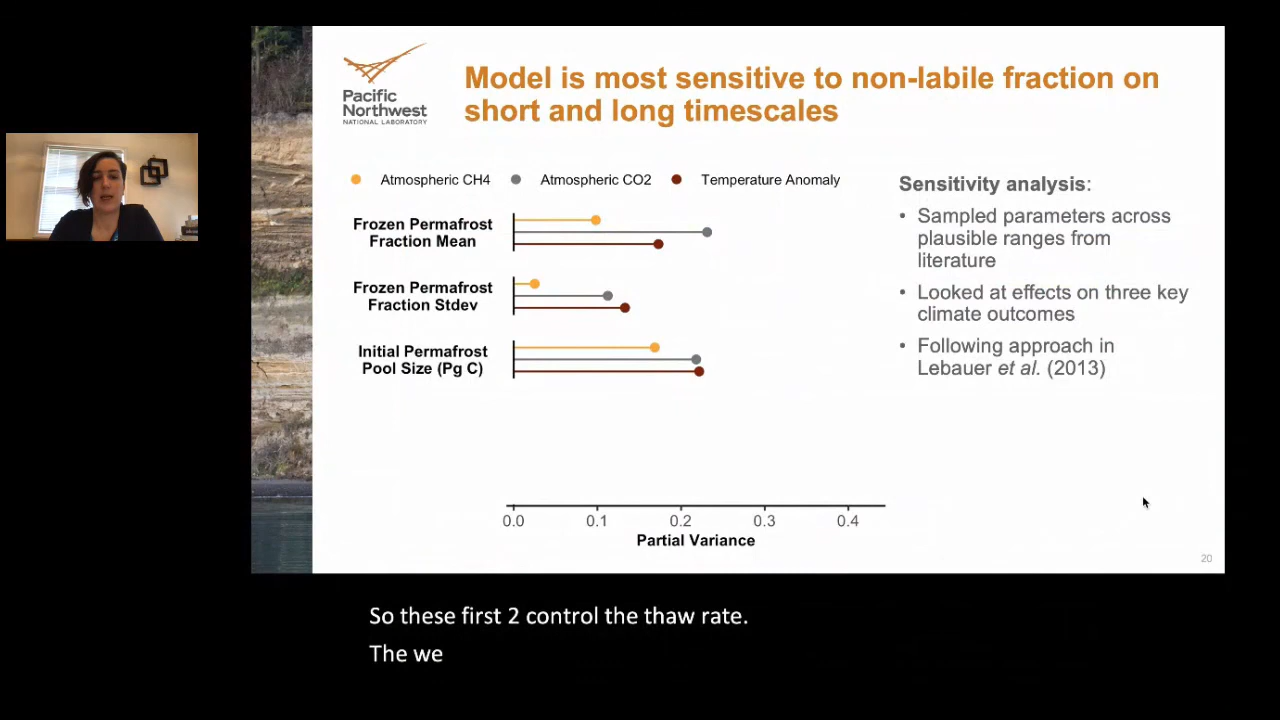 Pacific
Northwest
NATIONAL LABORATORY
Model is most sensitive to non-labile fraction on
short and long timescales
Atmospheric CH4
Atmospheric CO2
Temperature Anomaly
Frozen Permafrost
Fraction Mean
Frozen Permafrost
Fraction Stdev
Initial Permafrost
Pool Size (Pg C)
0.0
0.1
0.2
0.3
0.4
Partial Variance
Sensitivity analysis:
• Sampled parameters across
plausible ranges from
literature
• Looked at effects on three key
climate outcomes
• Following approach in
Lebauer et al. (2013)
20
So these first 2 control the thaw rate.
The we